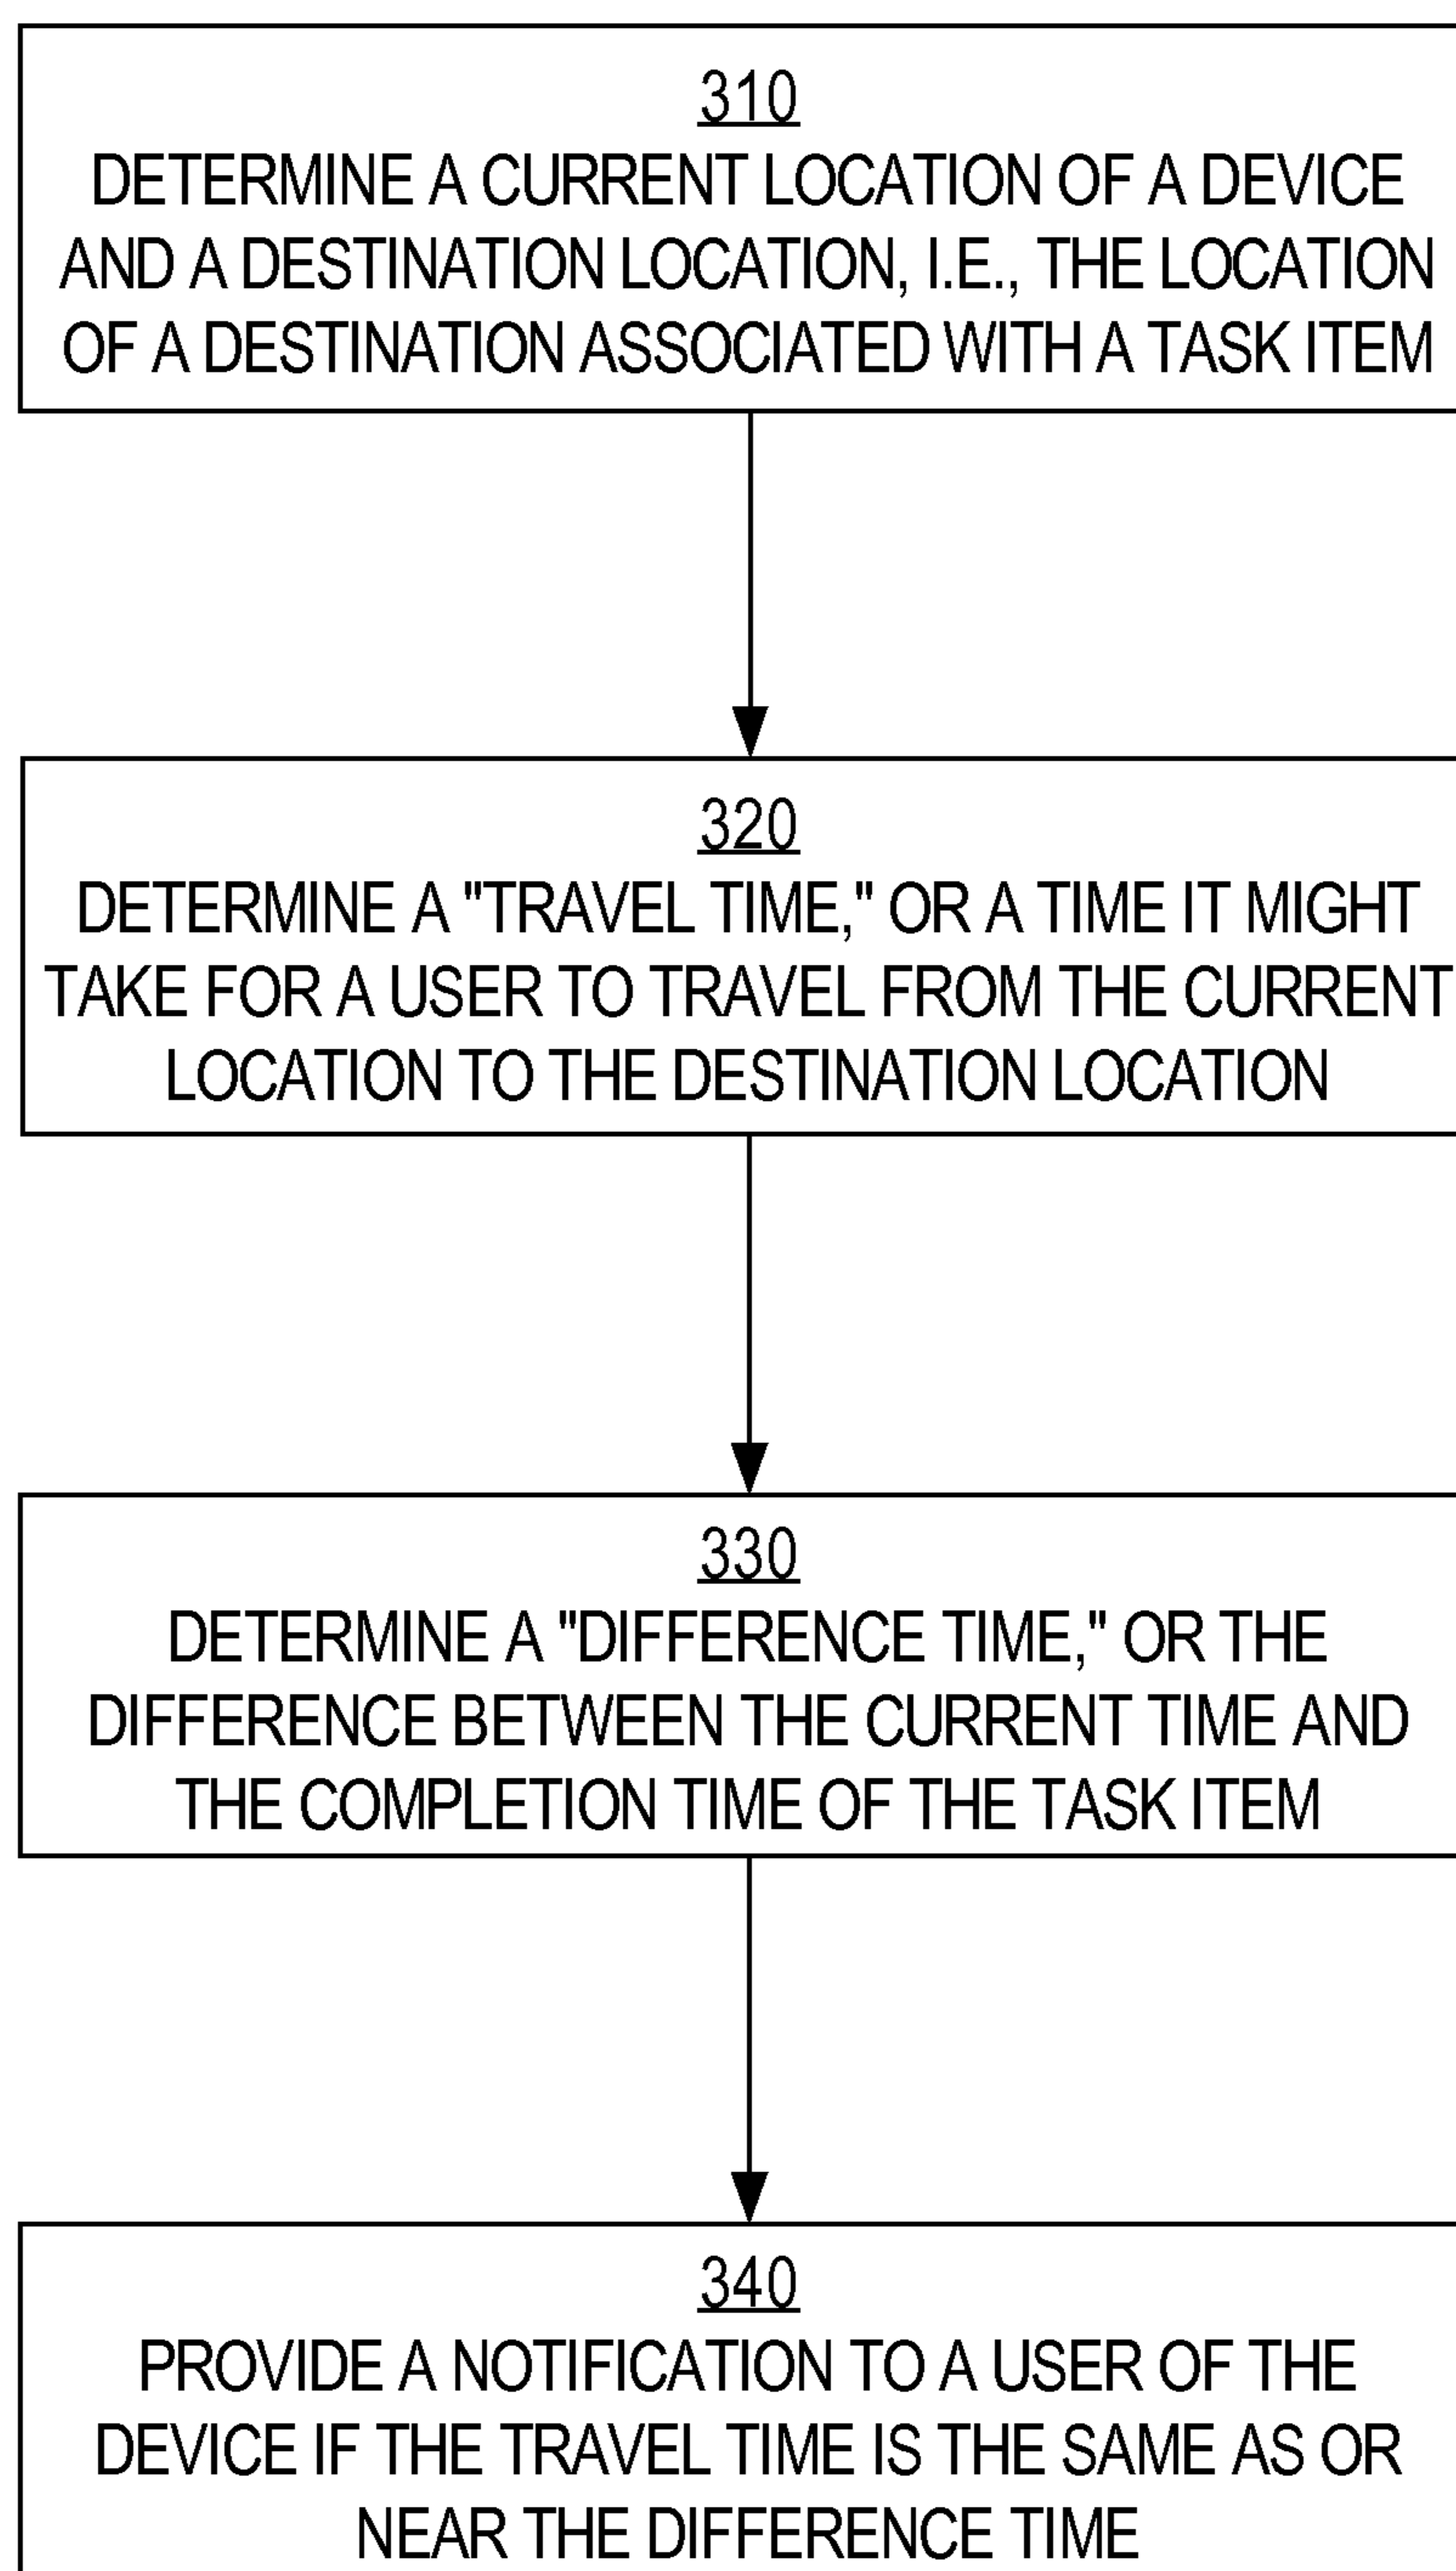 310
DETERMINE A CURRENT LOCATION OF A DEVICE
AND A DESTINATION LOCATION, I.E., THE LOCATION
OF A DESTINATION ASSOCIATED WITH A TASK ITEM
320
DETERMINE A "TRAVEL TIME," OR A TIME IT MIGHT
TAKE FOR A USER TO TRAVEL FROM THE CURRENT
LOCATION TO THE DESTINATION LOCATION
330
DETERMINE A "DIFFERENCE TIME," OR THE
DIFFERENCE BETWEEN THE CURRENT TIME AND
THE COMPLETION TIME OF THE TASK ITEM
340
PROVIDE A NOTIFICATION TO A USER OF THE
DEVICE IF THE TRAVEL TIME IS THE SAME AS OR
NEAR THE DIFFERENCE TIME